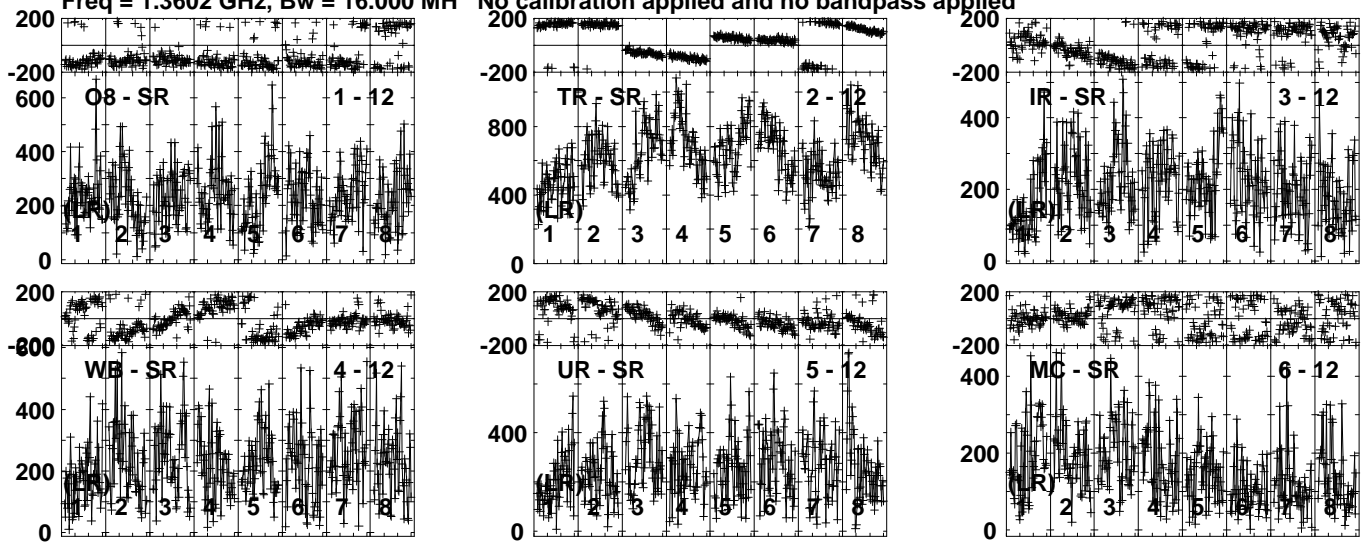 Freq = 1.3602 GHz, Bw = 16.000 MH   No calibration applied and no bandpass applied
200
-200
O8 - SR 1 - 12
600
400
200
0
(LR)
1 2 3 4 5 6 7 8
200
-200
TR - SR 2 - 12
800
400
0
(LR)
1 2 3 4 5 6 7 8
200
-200
IR - SR 3 - 12
400
200
0
(LR)
1 2 3 4 5 6 7 8
200
-200
600
WB - SR 4 - 12
400
200
0
(LR)
1 2 3 4 5 6 7 8
200
-200
UR - SR 5 - 12
400
0
(LR)
1 2 3 4 5 6 7 8
200
-200
MC - SR 6 - 12
400
200
0
(LR)
1 2 3 4 5 6 7 8